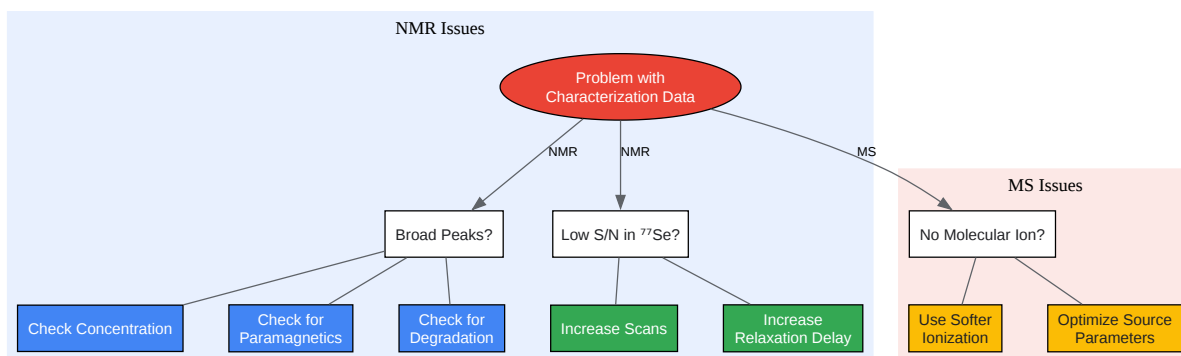 NMR Issues
Problem with
Characterization Data
NMR
NMR
MS
MS Issues
Broad Peaks?
Low S/N in ⁷⁷Se?
No Molecular Ion?
Check Concentration
Check for
Paramagnetics
Check for
Degradation
Increase Scans
Increase
Relaxation Delay
Use Softer
Ionization
Optimize Source
Parameters